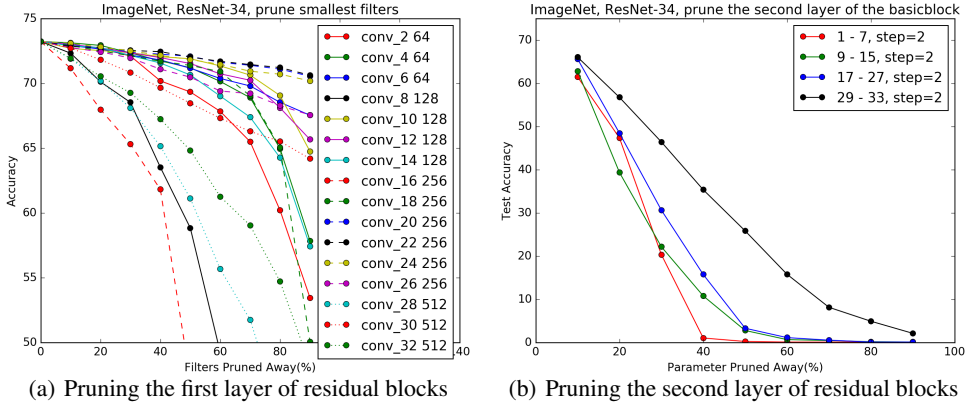 ImageNet, ResNet-34, prune smallest filters
75
70
65
60
55
50
Accuracy
0
20
40
60
80
40
Filters Pruned Away(%)
conv_2 64
conv_4 64
conv_6 64
conv_8 128
conv_10 128
conv_12 128
conv_14 128
conv_16 256
conv_18 256
conv_20 256
conv_22 256
conv_24 256
conv_26 256
conv_28 512
conv_30 512
conv_32 512
(a) Pruning the first layer of residual blocks
ImageNet, ResNet-34, prune the second layer of the basicblock
70
60
50
40
30
20
10
0
Test Accuracy
0
20
40
60
80
100
Parameter Pruned Away(%)
1 - 7, step=2
9 - 15, step=2
17 - 27, step=2
29 - 33, step=2
(b) Pruning the second layer of residual blocks